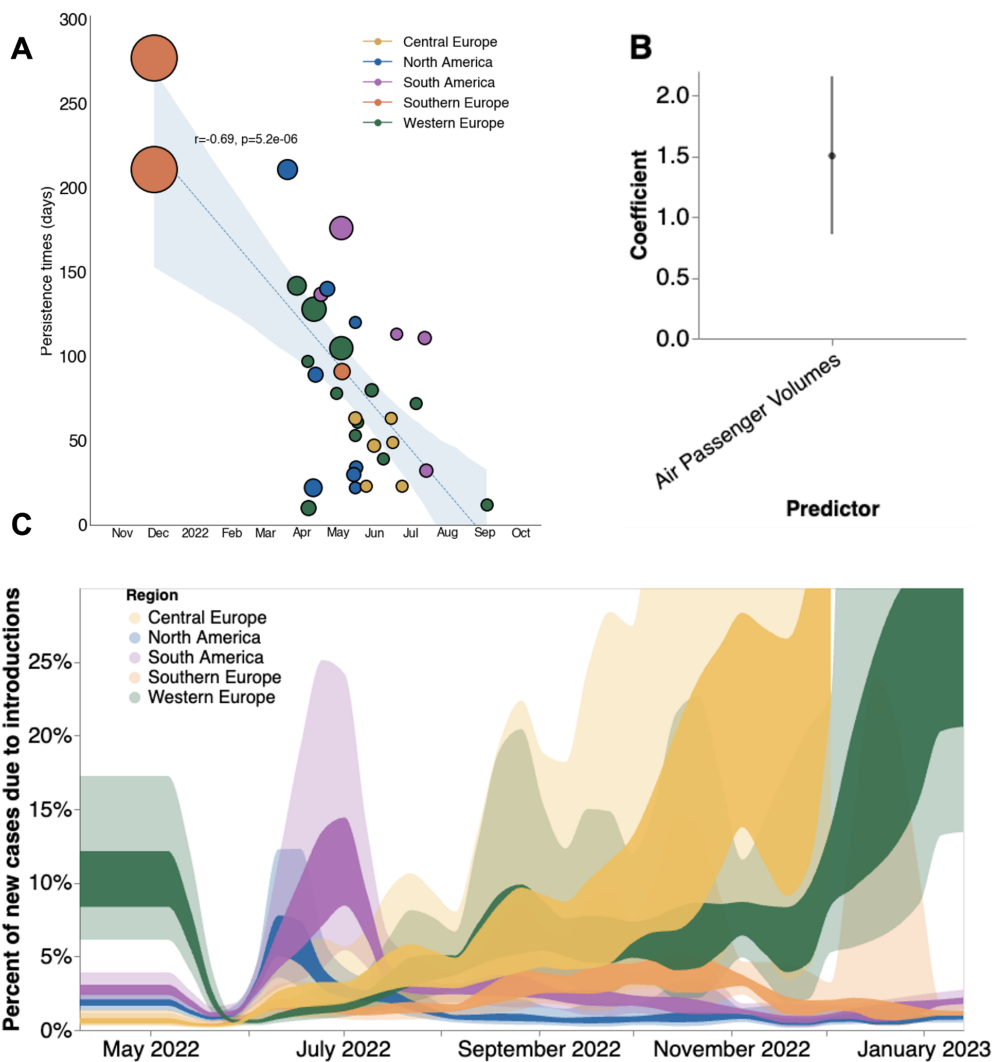 A
300
250
200
150
100
50
0
Persistence times (days)
r=-0.69, p=5.2e-06
Central Europe
North America
South America
Southern Europe
Western Europe
Nov Dec 2022 Feb Mar Apr May Jun Jul Aug Sep Oct
B
2.0
1.5
1.0
0.5
0.0
Coefficient
Air Passenger Volumes
Predictor
C
Percent of new cases due to introductions
Region
Central Europe
North America
South America
Southern Europe
Western Europe
25%
20%
15%
10%
5%
0%
May 2022 July 2022 September 2022 November 2022 January 2023